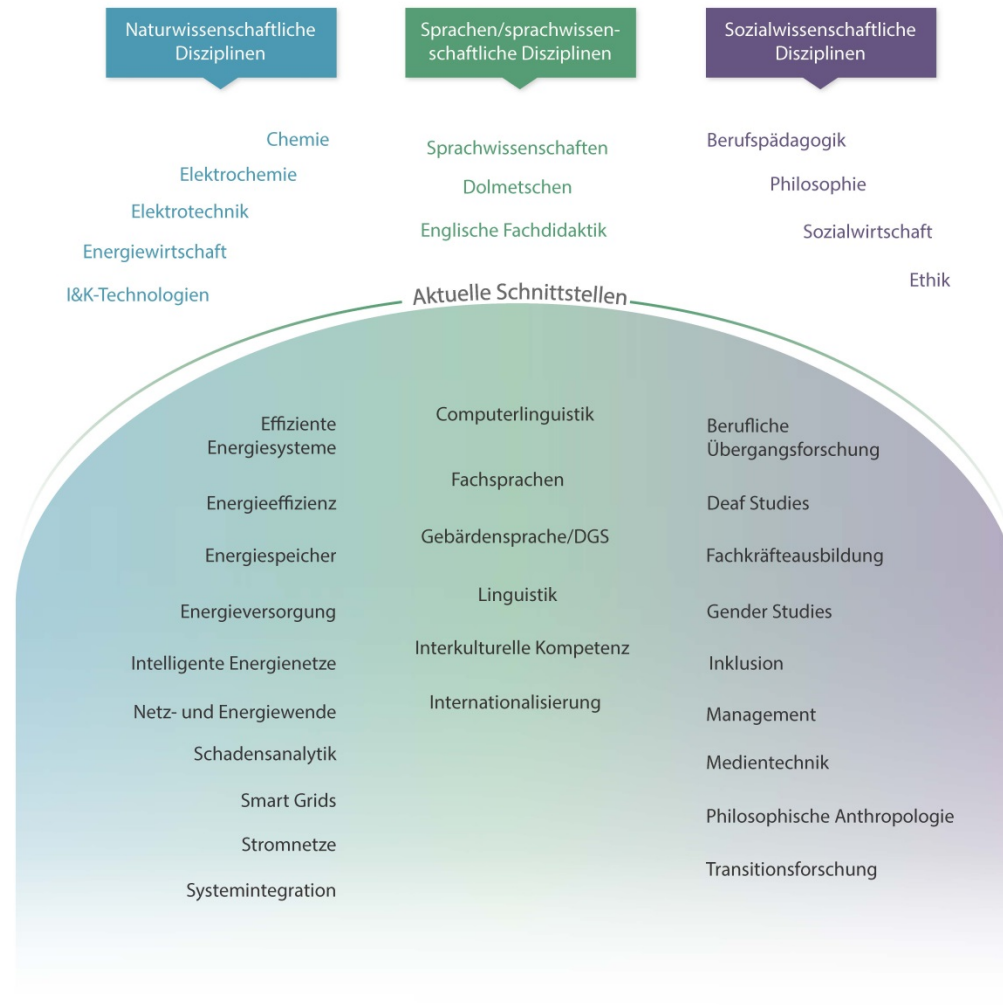 Naturwissenschaftliche
Disziplinen
Sprachen/sprachwissen-
schaftliche Disziplinen
Sozialwissenschaftliche
Disziplinen
Chemie
Elektrochemie
Elektrotechnik
Energiewirtschaft
I&K-Technologien
Sprachwissenschaften
Dolmetschen
Englische Fachdidaktik
Berufspädagogik
Philosophie
Sozialwirtschaft
Ethik
Aktuelle Schnittstellen
Effiziente
Energiesysteme
Energieeffizienz
Energiespeicher
Energieversorgung
Intelligente Energienetze
Netz- und Energiewende
Schadensanalytik
Smart Grids
Stromnetze
Systemintegration
Computerlinguistik
Fachsprachen
Gebärdensprache/DGS
Linguistik
Interkulturelle Kompetenz
Internationalisierung
Berufliche
Übergangsforschung
Deaf Studies
Fachkräfteausbildung
Gender Studies
Inklusion
Management
Medientechnik
Philosophische Anthropologie
Transitionsforschung